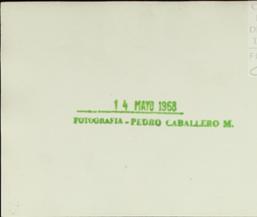 14 MAYO 1968
FOTOGRAFIA - PEDRO CABALLERO M.